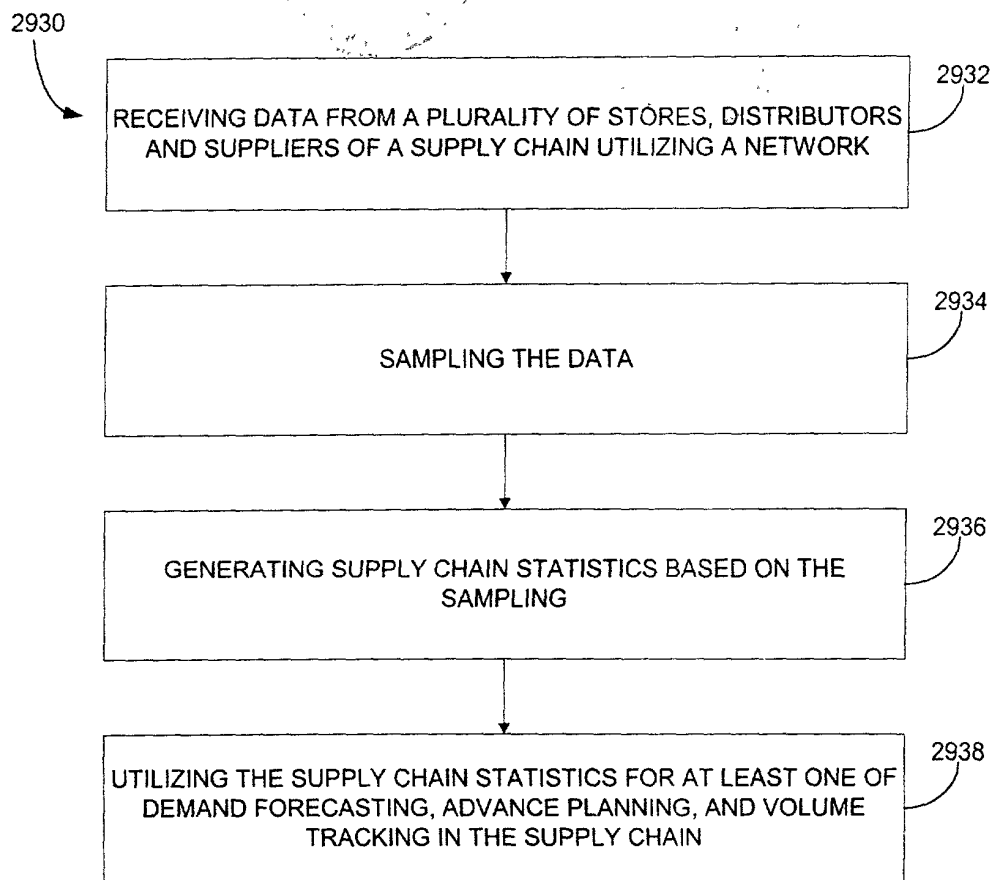 2930
2932
RECEIVING DATA FROM A PLURALITY OF STORES, DISTRIBUTORS
AND SUPPLIERS OF A SUPPLY CHAIN UTILIZING A NETWORK
2934
SAMPLING THE DATA
2936
GENERATING SUPPLY CHAIN STATISTICS BASED ON THE
SAMPLING
2938
UTILIZING THE SUPPLY CHAIN STATISTICS FOR AT LEAST ONE OF
DEMAND FORECASTING, ADVANCE PLANNING, AND VOLUME
TRACKING IN THE SUPPLY CHAIN